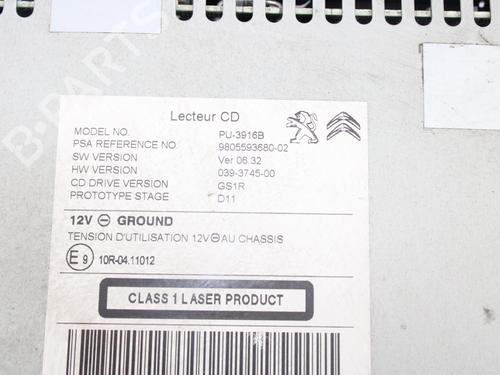 Lecteur CD
MODEL NO. PU-3916B
PSA REFERENCE NO. 9805593680-02
SW VERSION Ver 06.32
HW VERSION 039-3745-00
CD DRIVE VERSION GS1R
PROTOTYPE STAGE D11
12V ⊖ GROUND
TENSION D'UTILISATION 12V ⊖ AU CHASSIS
E9 10R-04.11012
CLASS 1 LASER PRODUCT